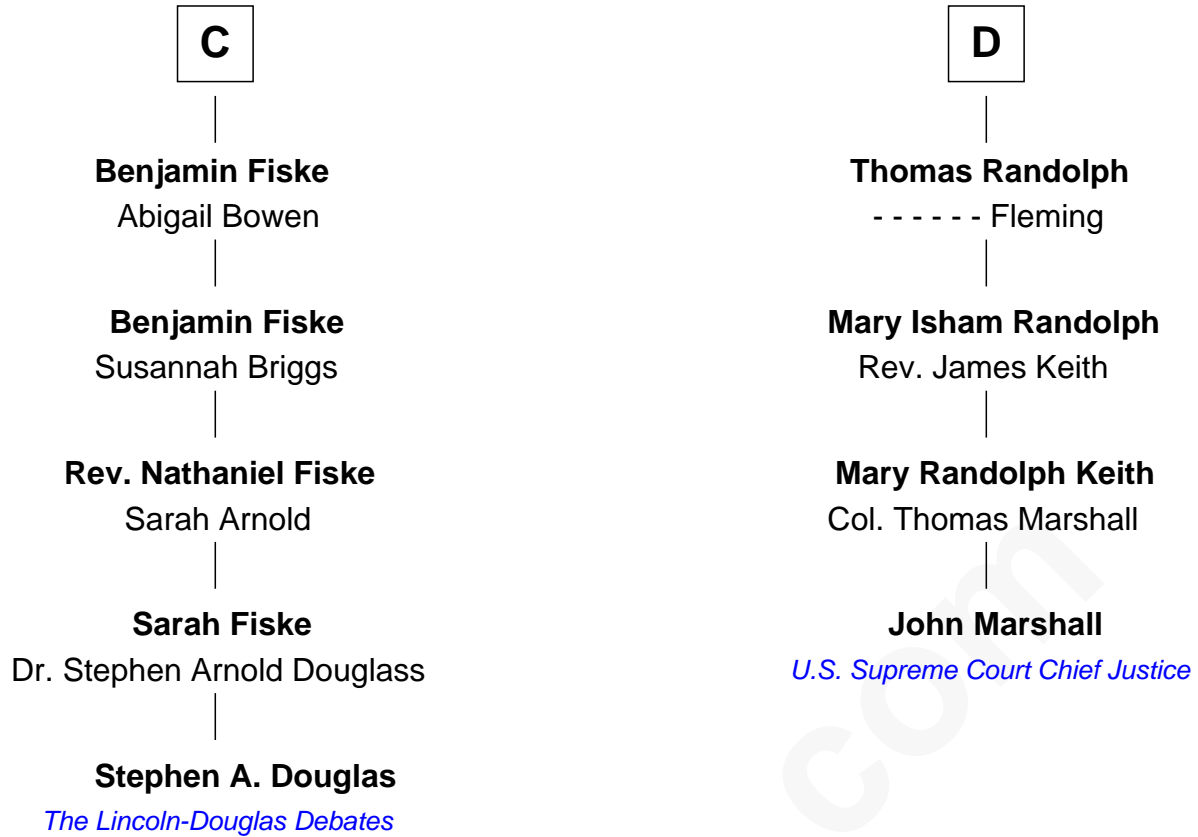 C
Benjamin Fiske
Abigail Bowen
Benjamin Fiske
Susannah Briggs
Rev. Nathaniel Fiske
Sarah Arnold
Sarah Fiske
Dr. Stephen Arnold Douglass
Stephen A. Douglas
The Lincoln-Douglas Debates
D
Thomas Randolph
- - - - - - Fleming
Mary Isham Randolph
Rev. James Keith
Mary Randolph Keith
Col. Thomas Marshall
John Marshall
U.S. Supreme Court Chief Justice
com